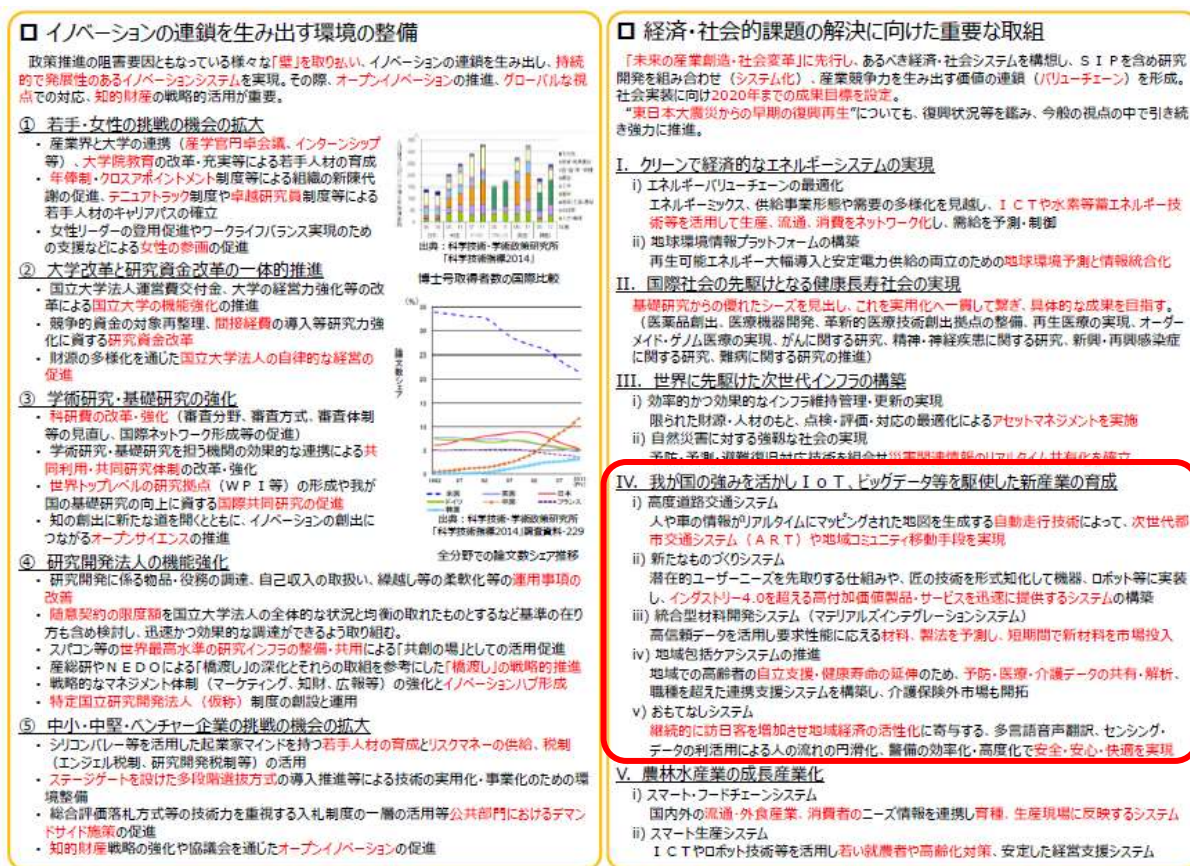 ロ イノベーションの連鎖を生み出す環境の整備
政策推進の阻害要因ともなっている様々な「壁」を取り払い、イノベーションの連鎖を生み出し、持続
的で発展性のあるイノベーションシステムを実現。その際、オープンイノベーションの推進、グローバルな視
点での対応、知的財産の戦略的活用が重要。
① 若手・女性の挑戦の機会の拡大
・ 産業界と大学の連携（産学官円卓会議、インターンシップ
等）、大学院教育の改革・充実等による若手人材の育成
・ 年俸制・クロスアポイントメント制度等による組織の新陳代
謝の促進、テニュアトラック制度や卓越研究員制度等による
若手人材のキャリアパスの確立
・ 女性リーダーの登用促進やワークライフバランス実現のため
の支援などによる女性の参画の促進
出典：科学技術・学術政策研究所
「科学技術指標2014」
博士号取得者数の国際比較
② 大学改革と研究資金改革の一体的推進
・ 国立大学法人運営費交付金、大学の経営力強化等の改
革による国立大学の機能強化の推進
・ 競争的資金の対象再整理、間接経費の導入等研究力強
化に資する研究資金改革
・ 財源の多様化を通じた国立大学法人の自律的な経営の
促進
③ 学術研究・基礎研究の強化
・ 科研費の改革・強化（審査分野、審査方式、審査体制
等の見直し、国際ネットワーク形成等の促進）
・ 学術研究・基礎研究を担う機関の効果的な連携による共
同利用・共同研究体制の改革・強化
・ 世界トップレベルの研究拠点（ＷＰＩ等）の形成や我が
国の基礎研究の向上に資する国際共同研究の促進
・ 知の創出に新たな道を開くとともに、イノベーションの創出に
つながるオープンサイエンスの推進
(%)
論文数シェア
米国 英国 日本
ドイツ 中国 フランス
韓国
出典：科学技術・学術政策研究所
「科学技術指標2014」調査資料-229
全分野での論文数シェア推移
④ 研究開発法人の機能強化
・ 研究開発に係る物品・役務の調達、自己収入の取扱い、繰越し等の柔軟化等の運用事項の
改善
・ 随意契約の限度額を国立大学法人の全体的な状況と均衡の取れたものとするなど基準の在り
方も含め検討し、迅速かつ効果的な調達ができるよう取り組む。
・ スパコン等の世界最高水準の研究インフラの整備・共用による「共創の場」としての活用促進
・ 産総研やＮＥＤＯによる「橋渡し」の深化とそれらの取組を参考にした「橋渡し」の戦略的推進
・ 戦略的なマネジメント体制（マーケティング、知財、広報等）の強化とイノベーションハブ形成
・ 特定国立研究開発法人（仮称）制度の創設と運用
⑤ 中小・中堅・ベンチャー企業の挑戦の機会の拡大
・ シリコンバレー等を活用した起業家マインドを持つ若手人材の育成とリスクマネーの供給、税制
（エンジェル税制、研究開発税制等）の活用
・ ステージゲートを設けた多段階選抜方式の導入推進等による技術の実用化・事業化のための環
境整備
・ 総合評価落札方式等の技術力を重視する入札制度の一層の活用等公共部門におけるデマン
ドサイド施策の促進
・ 知的財産戦略の強化や協議会を通じたオープンイノベーションの促進
ロ 経済・社会的課題の解決に向けた重要な取組
「未来の産業創造・社会変革」に先行し、あるべき経済・社会システムを構想し、ＳＩＰを含め研究
開発を組み合わせ（システム化）、産業競争力を生み出す価値の連鎖（バリューチェーン）を形成。
社会実装に向け2020年までの成果目標を設定。
“東日本大震災からの早期の復興再生”についても、復興状況等を鑑み、今般の視点の中で引き続
き強力に推進。
I. クリーンで経済的なエネルギーシステムの実現
i) エネルギーバリューチェーンの最適化
エネルギーミックス、供給事業形態や需要の多様化を見越し、ＩＣＴや水素等蓄エネルギー技
術等を活用して生産、流通、消費をネットワーク化し、需給を予測・制御
ii) 地球環境情報プラットフォームの構築
再生可能エネルギー大幅導入と安定電力供給の両立のための地球環境予測と情報統合化
II. 国際社会の先駆けとなる健康長寿社会の実現
基礎研究からの優れたシーズを見出し、これを実用化へ一貫して繋ぎ、具体的な成果を目指す。
（医薬品創出、医療機器開発、革新的医療技術創出拠点の整備、再生医療の実現、オーダー
メイド・ゲノム医療の実現、がんに関する研究、精神・神経疾患に関する研究、新興・再興感染症
に関する研究、難病に関する研究の推進）
III. 世界に先駆けた次世代インフラの構築
i) 効率的かつ効果的なインフラ維持管理・更新の実現
限られた財源・人材のもと、点検・評価・対応の最適化によるアセットマネジメントを実施
ii) 自然災害に対する強靱な社会の実現
予防・予測・避難復旧対応技術を組合せ災害関連情報のリアルタイム共有化を確立
IV. 我が国の強みを活かしＩｏＴ、ビッグデータ等を駆使した新産業の育成
i) 高度道路交通システム
人や車の情報がリアルタイムにマッピングされた地図を生成する自動走行技術によって、次世代都
市交通システム（ＡＲＴ）や地域コミュニティ移動手段を実現
ii) 新たなものづくりシステム
潜在的ユーザーニーズを先取りする仕組みや、匠の技術を形式知化して機器、ロボット等に実装
し、インダストリー4.0を超える高付加価値製品・サービスを迅速に提供するシステムの構築
iii) 統合型材料開発システム（マテリアルズインテグレーションシステム）
高信頼データを活用し要求性能に応える材料、製法を予測し、短期間で新材料を市場投入
iv) 地域包括ケアシステムの推進
地域での高齢者の自立支援・健康寿命の延伸のため、予防・医療・介護データの共有・解析、
職種を超えた連携支援システムを構築し、介護保険外市場も開拓
v) おもてなしシステム
継続的に訪日客を増加させ地域経済の活性化に寄与する、多言語音声翻訳、センシング・
データの利活用による人の流れの円滑化、警備の効率化・高度化で安全・安心・快適を実現
V. 農林水産業の成長産業化
i) スマート・フードチェーンシステム
国内外の流通・外食産業、消費者のニーズ情報を連携し育種、生産現場に反映するシステム
ii) スマート生産システム
ＩＣＴやロボット技術等を活用し若い就農者や高齢化対策、安定した経営支援システム